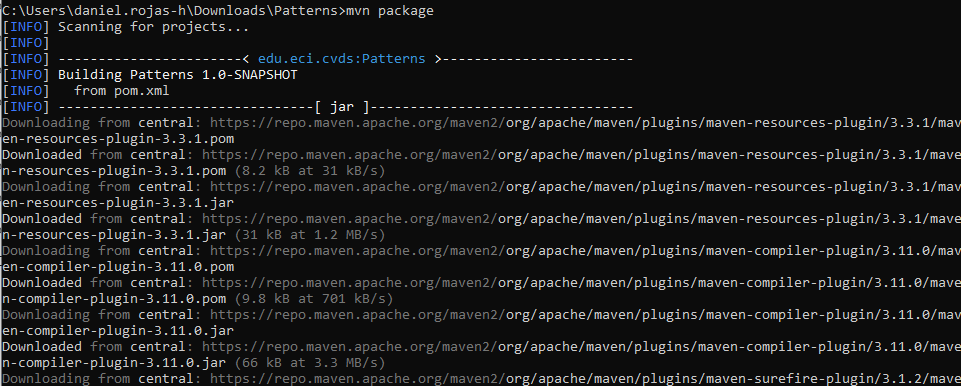 C:\Users\daniel.rojas-h\Downloads\Patterns>mvn package
[INFO] Scanning for projects...
[INFO]
[INFO] -----------------------< edu.eci.cvds:Patterns >------------------------
[INFO] Building Patterns 1.0-SNAPSHOT
[INFO]   from pom.xml
[INFO] --------------------------------[ jar ]---------------------------------
Downloading from central: https://repo.maven.apache.org/maven2/org/apache/maven/plugins/maven-resources-plugin/3.3.1/mav
en-resources-plugin-3.3.1.pom
Downloaded from central: https://repo.maven.apache.org/maven2/org/apache/maven/plugins/maven-resources-plugin/3.3.1/mave
n-resources-plugin-3.3.1.pom (8.2 kB at 31 kB/s)
Downloading from central: https://repo.maven.apache.org/maven2/org/apache/maven/plugins/maven-resources-plugin/3.3.1/mav
en-resources-plugin-3.3.1.jar
Downloaded from central: https://repo.maven.apache.org/maven2/org/apache/maven/plugins/maven-resources-plugin/3.3.1/mave
n-resources-plugin-3.3.1.jar (31 kB at 1.2 MB/s)
Downloading from central: https://repo.maven.apache.org/maven2/org/apache/maven/plugins/maven-compiler-plugin/3.11.0/mav
en-compiler-plugin-3.11.0.pom
Downloaded from central: https://repo.maven.apache.org/maven2/org/apache/maven/plugins/maven-compiler-plugin/3.11.0/mave
n-compiler-plugin-3.11.0.pom (9.8 kB at 701 kB/s)
Downloading from central: https://repo.maven.apache.org/maven2/org/apache/maven/plugins/maven-compiler-plugin/3.11.0/mav
en-compiler-plugin-3.11.0.jar
Downloaded from central: https://repo.maven.apache.org/maven2/org/apache/maven/plugins/maven-compiler-plugin/3.11.0/mave
n-compiler-plugin-3.11.0.jar (66 kB at 3.3 MB/s)
Downloading from central: https://repo.maven.apache.org/maven2/org/apache/maven/plugins/maven-surefire-plugin/3.1.2/mave